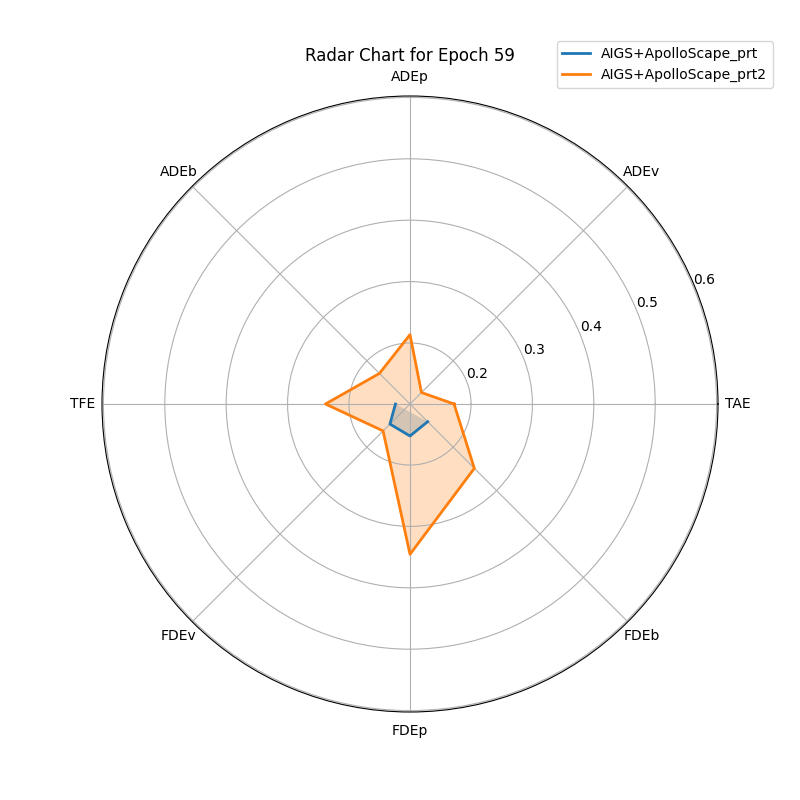 Radar Chart for Epoch 59
AIGS+ApolloScape_prt
AIGS+ApolloScape_prt2
ADEp
ADEb
ADEv
0.6
0.5
0.4
0.3
0.2
TFE
TAE
FDEv
FDEb
FDEp